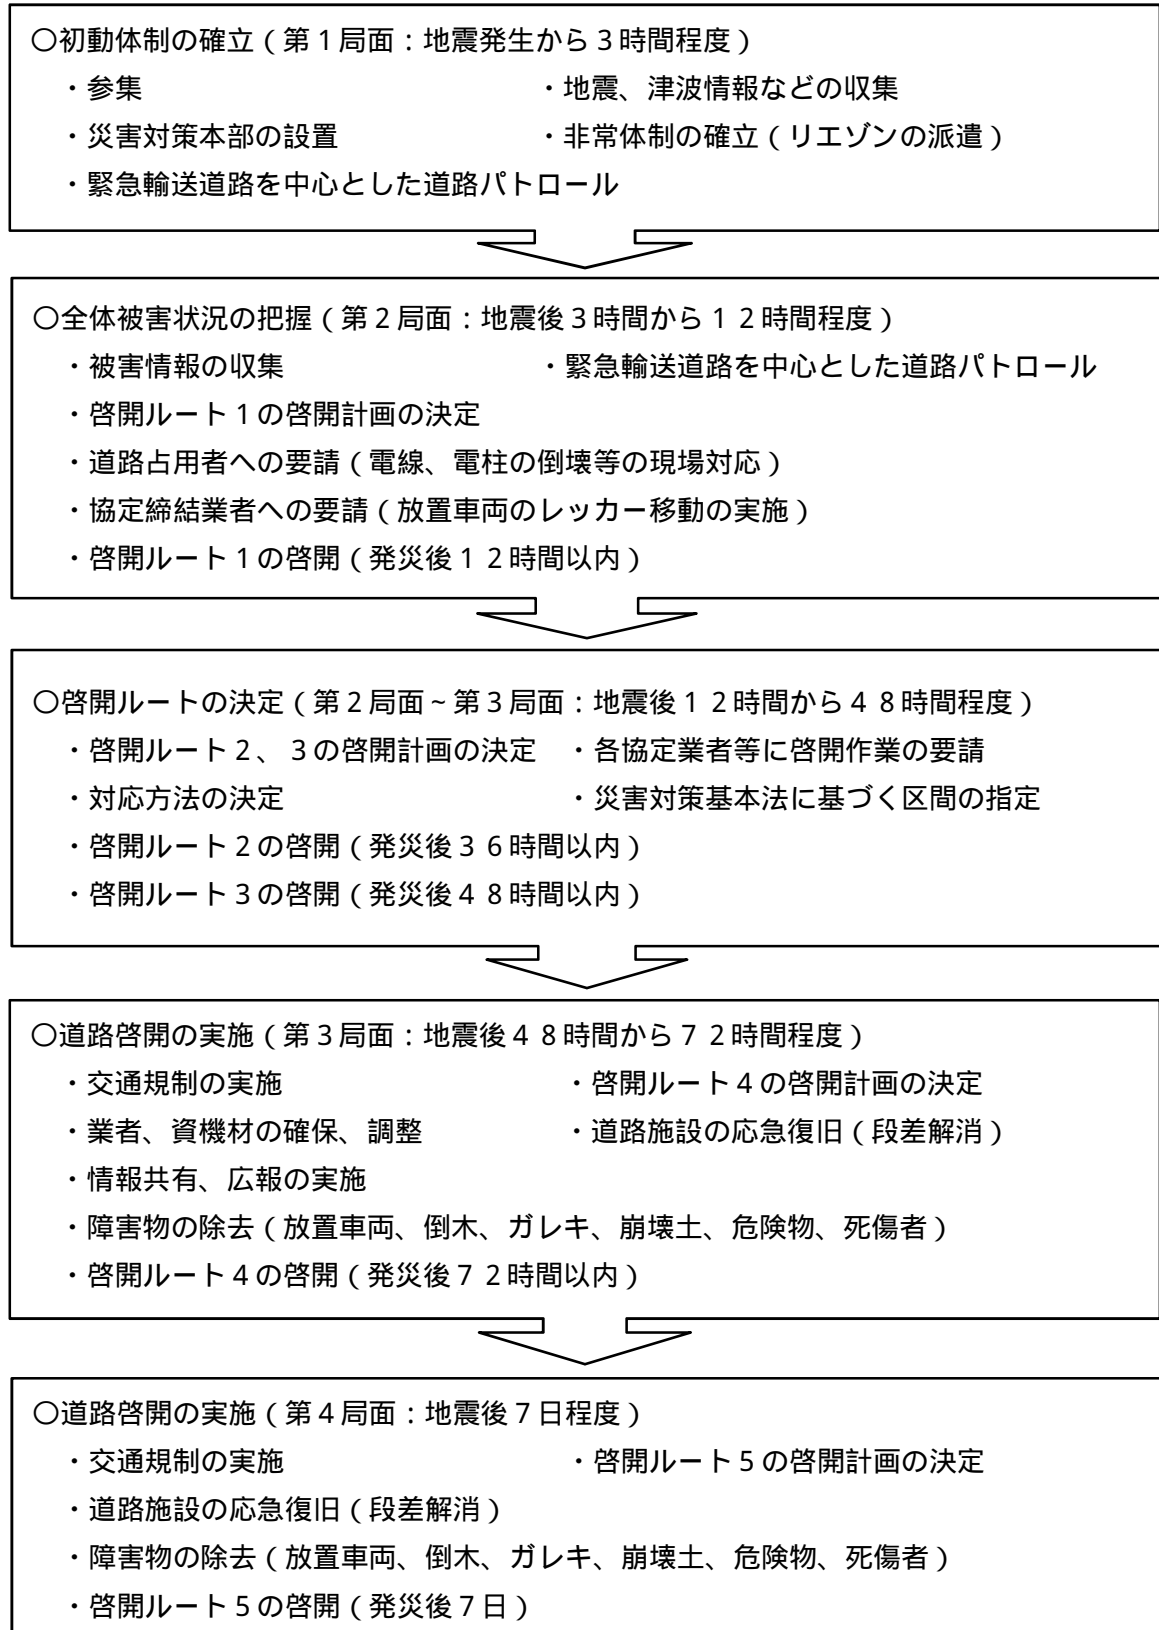 〇初動体制の確立（第1局面：地震発生から3時間程度）
・参集　・地震、津波情報などの収集
・災害対策本部の設置　・非常体制の確立（リエゾンの派遣）
・緊急輸送道路を中心とした道路パトロール
〇全体被害状況の把握（第2局面：地震後3時間から12時間程度）
・被害情報の収集　・緊急輸送道路を中心とした道路パトロール
・啓開ルート1の啓開計画の決定
・道路占用者への要請（電線、電柱の倒壊等の現場対応）
・協定締結業者への要請（放置車両のレッカー移動の実施）
・啓開ルート1の啓開（発災後12時間以内）
〇啓開ルートの決定（第2局面~第3局面：地震後12時間から48時間程度）
・啓開ルート2、3の啓開計画の決定　・各協定業者等に啓開作業の要請
・対応方法の決定　・災害対策基本法に基づく区間の指定
・啓開ルート2の啓開（発災後36時間以内）
・啓開ルート3の啓開（発災後48時間以内）
〇道路啓開の実施（第3局面：地震後48時間から72時間程度）
・交通規制の実施　・啓開ルート4の啓開計画の決定
・業者、資機材の確保、調整　・道路施設の応急復旧（段差解消）
・情報共有、広報の実施
・障害物の除去（放置車両、倒木、ガレキ、崩壊土、危険物、死傷者）
・啓開ルート4の啓開（発災後72時間以内）
〇道路啓開の実施（第4局面：地震後7日程度）
・交通規制の実施　・啓開ルート5の啓開計画の決定
・道路施設の応急復旧（段差解消）
・障害物の除去（放置車両、倒木、ガレキ、崩壊土、危険物、死傷者）
・啓開ルート5の啓開（発災後7日）